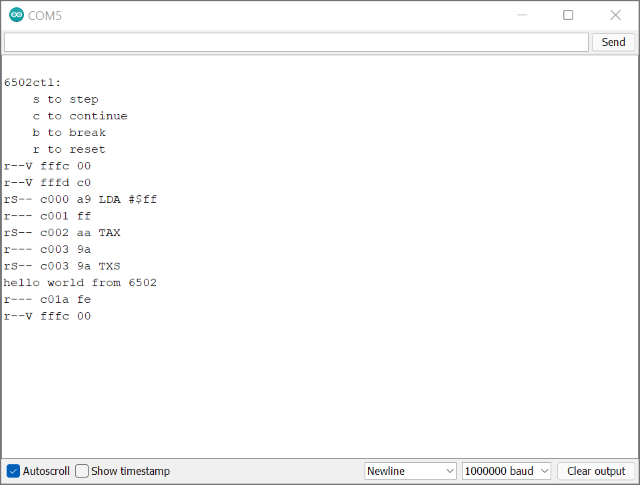 COM5
Send
6502ctl:
s to step
c to continue
b to break
r to reset
r--V fffc 00
r--V fffd c0
rS-- c000 a9 LDA #$ff
r--- c001 ff
rS-- c002 aa TAX
r--- c003 9a
rS-- c003 9a TXS
hello world from 6502
r--- c01a fe
r--V fffc 00
Autoscroll Show timestamp Newline 1000000 baud Clear output